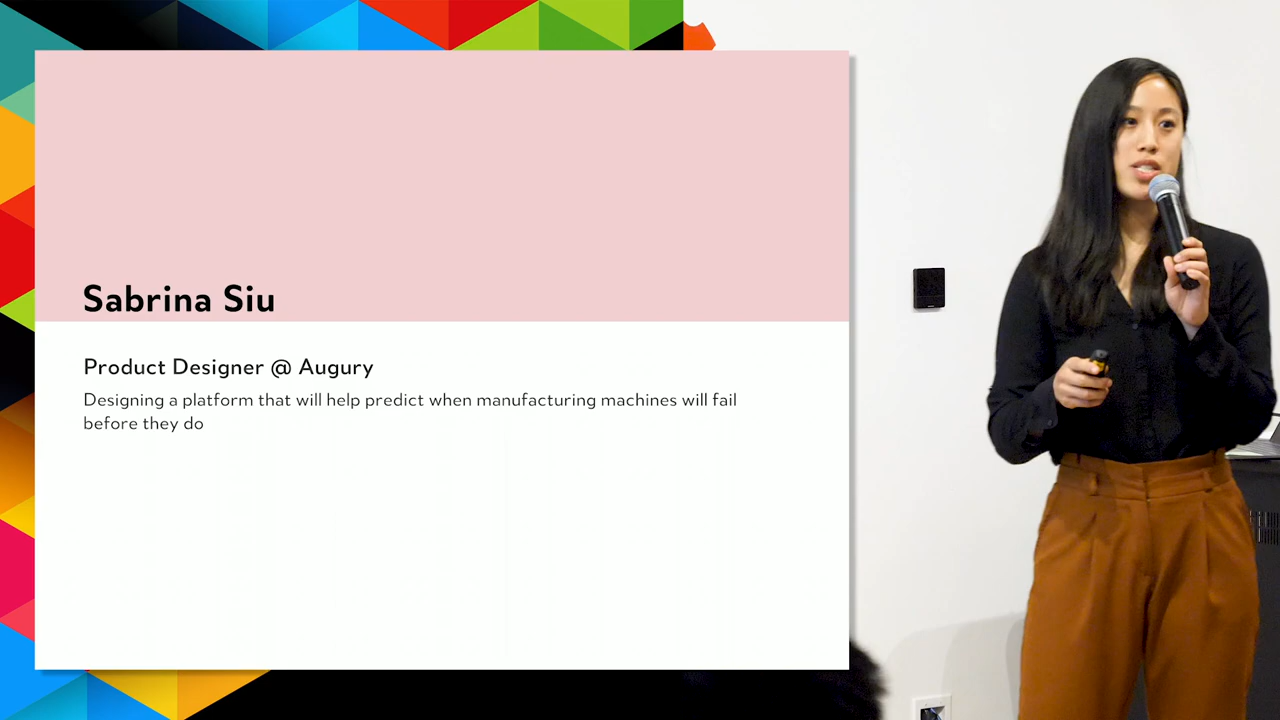 Sabrina Siu
Product Designer @ Augury
Designing a platform that will help predict when manufacturing machines will fail
before they do